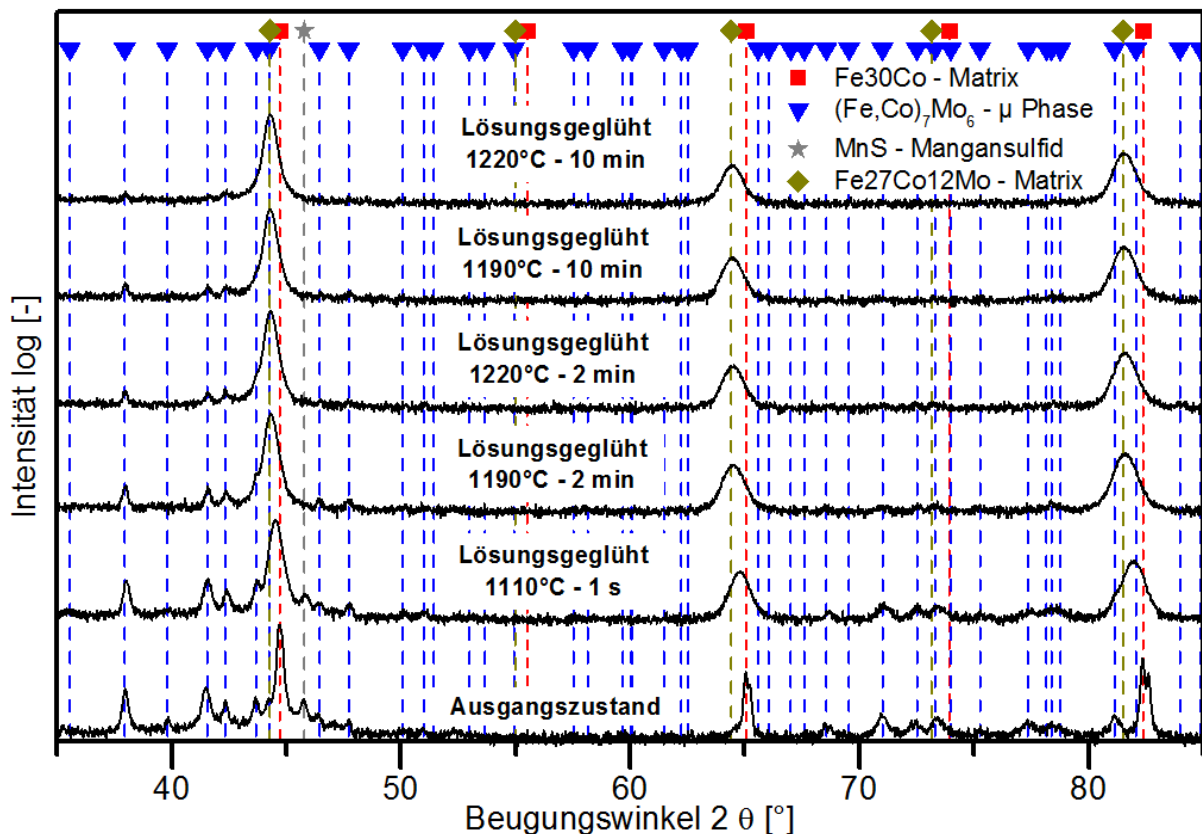 Fe30Co - Matrix
(Fe,Co)₇Mo₆ - µ Phase
MnS - Mangansulfid
Fe27Co12Mo - Matrix
Lösungsgeglüht
1220°C - 10 min
Lösungsgeglüht
1190°C - 10 min
Lösungsgeglüht
1220°C - 2 min
Lösungsgeglüht
1190°C - 2 min
Lösungsgeglüht
1110°C - 1 s
Ausgangszustand
Intensität log [-]
40 50 60 70 80
Beugungswinkel 2 θ [°]